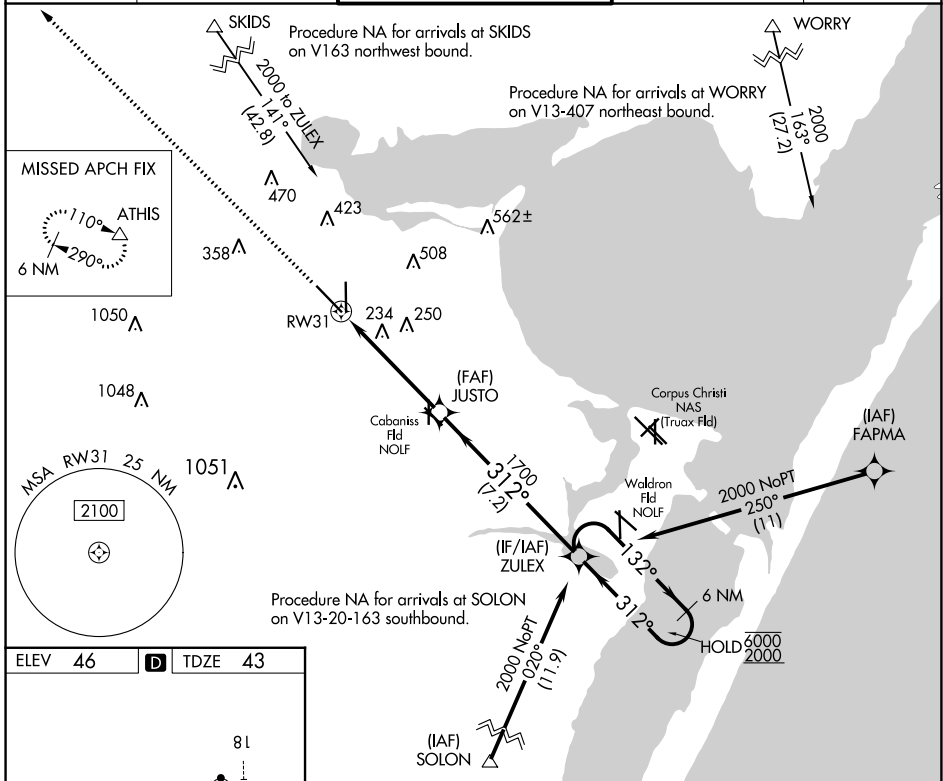 SKIDS
Procedure NA for arrivals at SKIDS
on V163 northwest bound.
WORRY
2000 to ZULEX
141°
(42.8)
Procedure NA for arrivals at WORRY
on V13-407 northeast bound.
2000
163°
(27.2)
MISSED APCH FIX
110°
ATHIS
290°
6 NM
470
423
562±
358
508
1050
RW31
234
250
1048
(FAF)
JUSTO
Cabaniss
Fld
NOLF
Corpus Christi
NAS
(Truax Fld)
(IAF)
FAPMA
MSA RW31 25 NM
2100
1051
1700
312°
(7.2)
Waldron
Fld
NOLF
2000 NoPT
250°
(11)
(IF/IAF)
ZULEX
132°
312°
6 NM
HOLD 6000
2000
Procedure NA for arrivals at SOLON
on V13-20-163 southbound.
2000 NoPT
020°
(11.9)
(IAF)
SOLON
ELEV 46 D TDZE 43
18